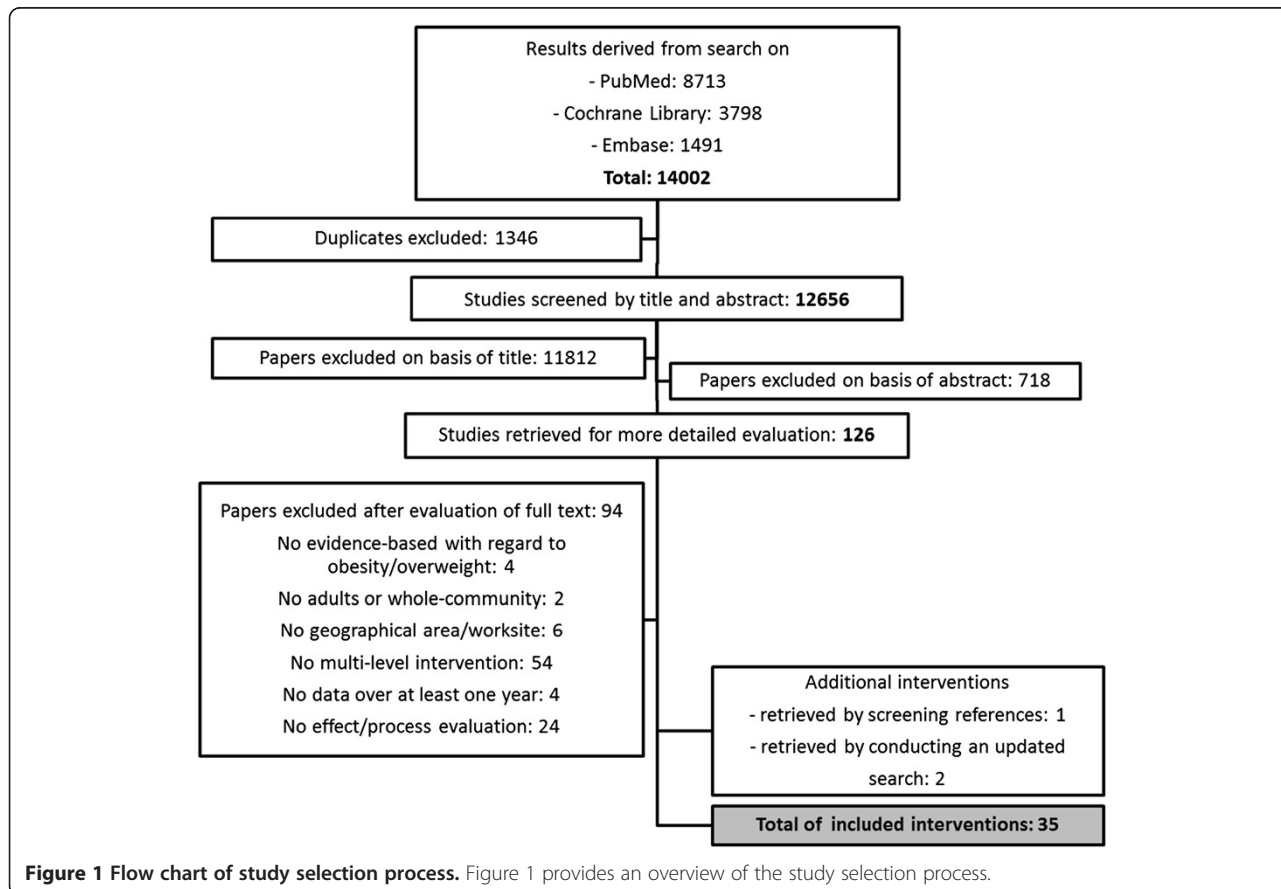 Results derived from search on
- PubMed: 8713
- Cochrane Library: 3798
- Embase: 1491
Total: 14002
Duplicates excluded: 1346
Studies screened by title and abstract: 12656
Papers excluded on basis of title: 11812
Papers excluded on basis of abstract: 718
Studies retrieved for more detailed evaluation: 126
Papers excluded after evaluation of full text: 94
No evidence-based with regard to
obesity/overweight: 4
No adults or whole-community: 2
No geographical area/worksite: 6
No multi-level intervention: 54
No data over at least one year: 4
No effect/process evaluation: 24
Additional interventions
- retrieved by screening references: 1
- retrieved by conducting an updated
search: 2
Total of included interventions: 35
Figure 1 Flow chart of study selection process. Figure 1 provides an overview of the study selection process.